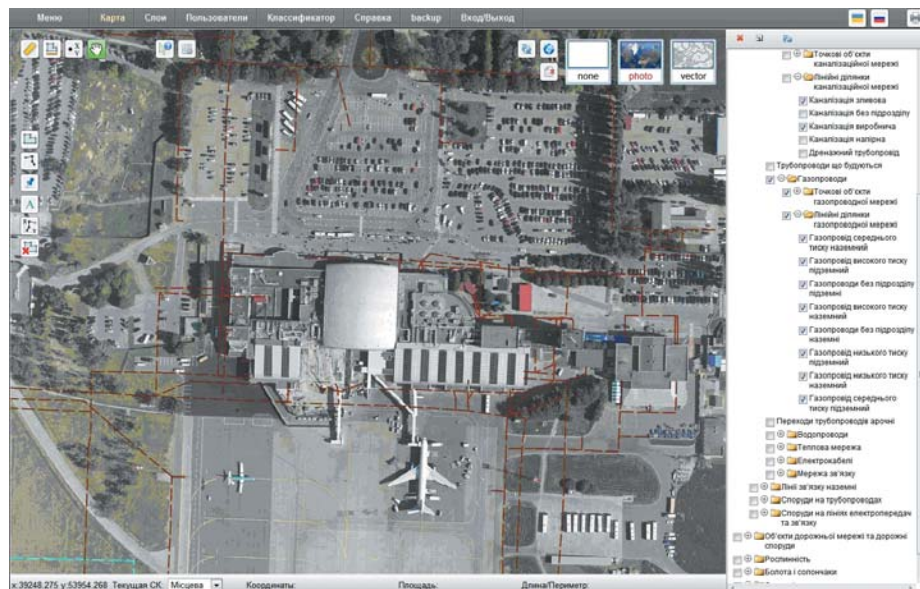 Меню Карта Слои Пользователи Классификатор Справка backup Вход/Выход
none photo vector
A
Точкові об'єкти
каналізаційної мережі
Лінійні ділянки
каналізаційної мережі
Каналізація зливова
Каналізація без підрозділу
Каналізація виробнича
Каналізація напірна
Дренажний трубопровід
Трубопроводи що будуються
Газопроводи
Точкові об'єкти
газопроводної мережі
Лінійні ділянки
газопроводної мережі
Газопровід середнього
тиску наземний
Газопровід високого тиску
підземний
Газопроводи без підрозділу
підземні
Газопровід високого тиску
наземний
Газопроводи без підрозділу
наземні
Газопровід низького тиску
підземний
Газопровід низького тиску
наземний
Газопровід середнього
тиску підземний
Переходи трубопроводів арочні
Водопроводи
Теплова мережа
Електрокабелі
Мережа зв'язку
Лінії зв'язку наземні
Споруди на трубопроводах
Споруди на лініях електропередач
та зв'язку
Об'єкти дорожньої мережі та дорожні
споруди
Рослинність
Болота і солончаки
x:39248.275 y:53954.268 Текущая СК: Місцева Координаты: Площадь: Длина/Периметр: